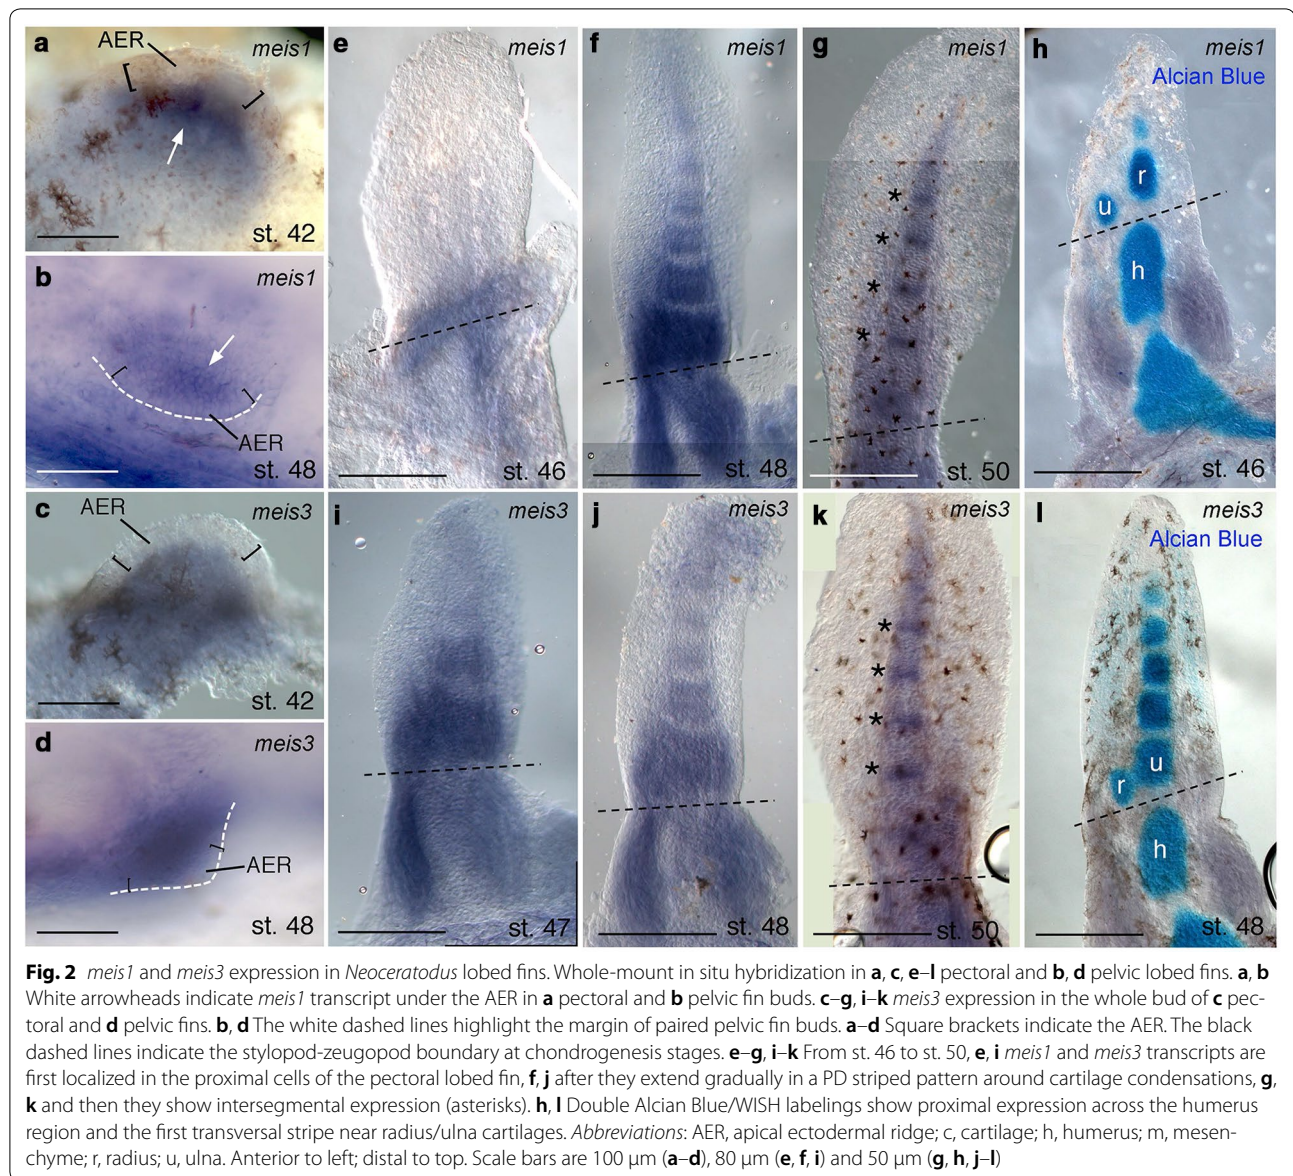 a
AER
meis1
st. 42
b
meis1
AER
st. 48
c
AER
meis3
st. 42
d
meis3
AER
st. 48
e
meis1
st. 46
f
meis1
st. 48
g
meis1
*
*
*
*
st. 50
h
meis1
Alcian Blue
r
u
h
st. 46
i
meis3
st. 47
j
meis3
st. 48
k
meis3
*
*
*
*
st. 50
l
meis3
Alcian Blue
u
r
h
st. 48
Fig. 2 meis1 and meis3 expression in Neoceratodus lobed fins. Whole-mount in situ hybridization in a, c, e–l pectoral and b, d pelvic lobed fins. a, b
White arrowheads indicate meis1 transcript under the AER in a pectoral and b pelvic fin buds. c–g, i–k meis3 expression in the whole bud of c pec-
toral and d pelvic fins. b, d The white dashed lines highlight the margin of paired pelvic fin buds. a–d Square brackets indicate the AER. The black
dashed lines indicate the stylopod-zeugopod boundary at chondrogenesis stages. e–g, i–k From st. 46 to st. 50, e, i meis1 and meis3 transcripts are
first localized in the proximal cells of the pectoral lobed fin, f, j after they extend gradually in a PD striped pattern around cartilage condensations, g,
k and then they show intersegmental expression (asterisks). h, l Double Alcian Blue/WISH labelings show proximal expression across the humerus
region and the first transversal stripe near radius/ulna cartilages. Abbreviations: AER, apical ectodermal ridge; c, cartilage; h, humerus; m, mesen-
chyme; r, radius; u, ulna. Anterior to left; distal to top. Scale bars are 100 μm (a–d), 80 μm (e, f, i) and 50 μm (g, h, j–l)